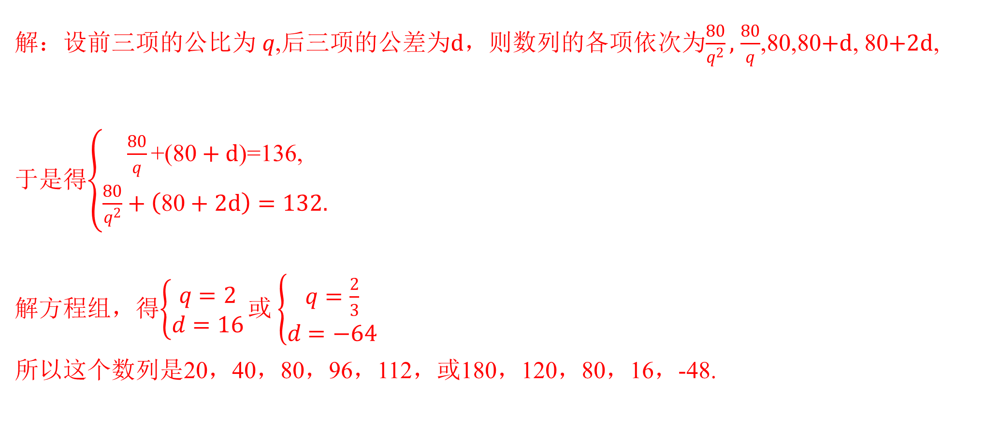 解：设前三项的公比为 q,后三项的公差为d，则数列的各项依次为\frac{80}{q^2}, \frac{80}{q},80,80+d, 80+2d,
于是得\begin{cases} \frac{80}{q}+(80+d)=136, \\ \frac{80}{q^2}+(80+2d)=132. \end{cases}
解方程组，得\begin{cases} q=2 \\ d=16 \end{cases} 或 \begin{cases} q=\frac{2}{3} \\ d=-64 \end{cases}
所以这个数列是20，40，80，96，112，或180，120，80，16，-48.